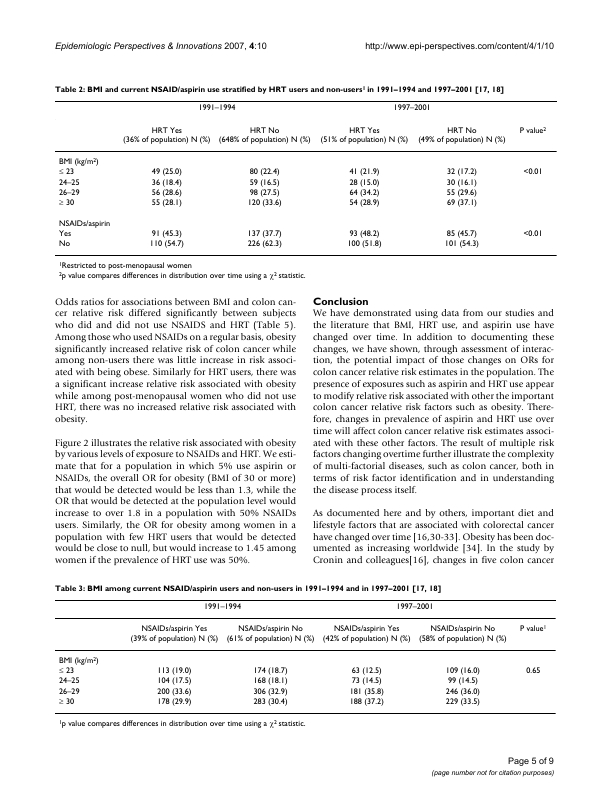 Epidemiologic Perspectives & Innovations 2007, 4:10 http://www.epi-perspectives.com/content/4/1/10
Table 2: BMI and current NSAID/aspirin use stratified by HRT users and non-users1 in 1991–1994 and 1997–2001 [17, 18]
1991–1994 1997–2001
HRT Yes HRT No HRT Yes HRT No P value2
(36% of population) N (%) (648% of population) N (%) (51% of population) N (%) (49% of population) N (%)
BMI (kg/m2)
≤ 23 49 (25.0) 80 (22.4) 41 (21.9) 32 (17.2) <0.01
24–25 36 (18.4) 59 (16.5) 28 (15.0) 30 (16.1)
26–29 56 (28.6) 98 (27.5) 64 (34.2) 55 (29.6)
≥ 30 55 (28.1) 120 (33.6) 54 (28.9) 69 (37.1)
NSAIDs/aspirin
Yes 91 (45.3) 137 (37.7) 93 (48.2) 85 (45.7) <0.01
No 110 (54.7) 226 (62.3) 100 (51.8) 101 (54.3)
1Restricted to post-menopausal women
2p value compares differences in distribution over time using a χ2 statistic.
Odds ratios for associations between BMI and colon can-
cer relative risk differed significantly between subjects
who did and did not use NSAIDS and HRT (Table 5).
Among those who used NSAIDs on a regular basis, obesity
significantly increased relative risk of colon cancer while
among non-users there was little increase in risk associ-
ated with being obese. Similarly for HRT users, there was
a significant increase relative risk associated with obesity
while among post-menopausal women who did not use
HRT, there was no increased relative risk associated with
obesity.
Figure 2 illustrates the relative risk associated with obesity
by various levels of exposure to NSAIDs and HRT. We esti-
mate that for a population in which 5% use aspirin or
NSAIDs, the overall OR for obesity (BMI of 30 or more)
that would be detected would be less than 1.3, while the
OR that would be detected at the population level would
increase to over 1.8 in a population with 50% NSAIDs
users. Similarly, the OR for obesity among women in a
population with few HRT users that would be detected
would be close to null, but would increase to 1.45 among
women if the prevalence of HRT use was 50%.
Conclusion
We have demonstrated using data from our studies and
the literature that BMI, HRT use, and aspirin use have
changed over time. In addition to documenting these
changes, we have shown, through assessment of interac-
tion, the potential impact of those changes on ORs for
colon cancer relative risk estimates in the population. The
presence of exposures such as aspirin and HRT use appear
to modify relative risk associated with other the important
colon cancer relative risk factors such as obesity. There-
fore, changes in prevalence of aspirin and HRT use over
time will affect colon cancer relative risk estimates associ-
ated with these other factors. The result of multiple risk
factors changing overtime further illustrate the complexity
of multi-factorial diseases, such as colon cancer, both in
terms of risk factor identification and in understanding
the disease process itself.
As documented here and by others, important diet and
lifestyle factors that are associated with colorectal cancer
have changed over time [16,30-33]. Obesity has been doc-
umented as increasing worldwide [34]. In the study by
Cronin and colleagues[16], changes in five colon cancer
Table 3: BMI among current NSAID/aspirin users and non-users in 1991–1994 and in 1997–2001 [17, 18]
1991–1994 1997–2001
NSAIDs/aspirin Yes NSAIDs/aspirin No NSAIDs/aspirin Yes NSAIDs/aspirin No P value1
(39% of population) N (%) (61% of population) N (%) (42% of population) N (%) (58% of population) N (%)
BMI (kg/m2)
≤ 23 113 (19.0) 174 (18.7) 63 (12.5) 109 (16.0) 0.65
24–25 104 (17.5) 168 (18.1) 73 (14.5) 99 (14.5)
26–29 200 (33.6) 306 (32.9) 181 (35.8) 246 (36.0)
≥ 30 178 (29.9) 283 (30.4) 188 (37.2) 229 (33.5)
1p value compares differences in distribution over time using a χ2 statistic.
Page 5 of 9
(page number not for citation purposes)